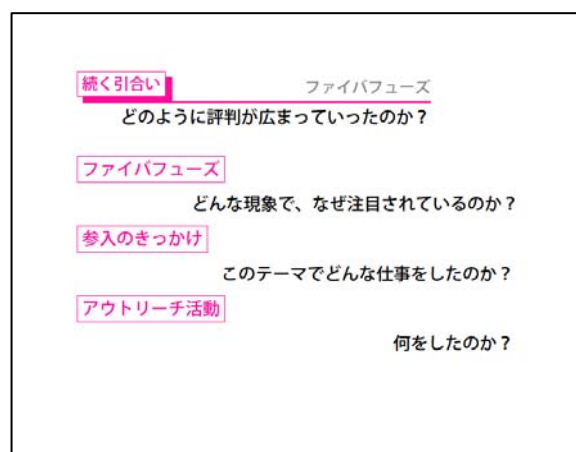 続く引合い ファイバフューズ
どのように評判が広まっていったのか？
ファイバフューズ
どんな現象で、なぜ注目されているのか？
参入のきっかけ
このテーマでどんな仕事をしたのか？
アウトリーチ活動
何をしたのか？